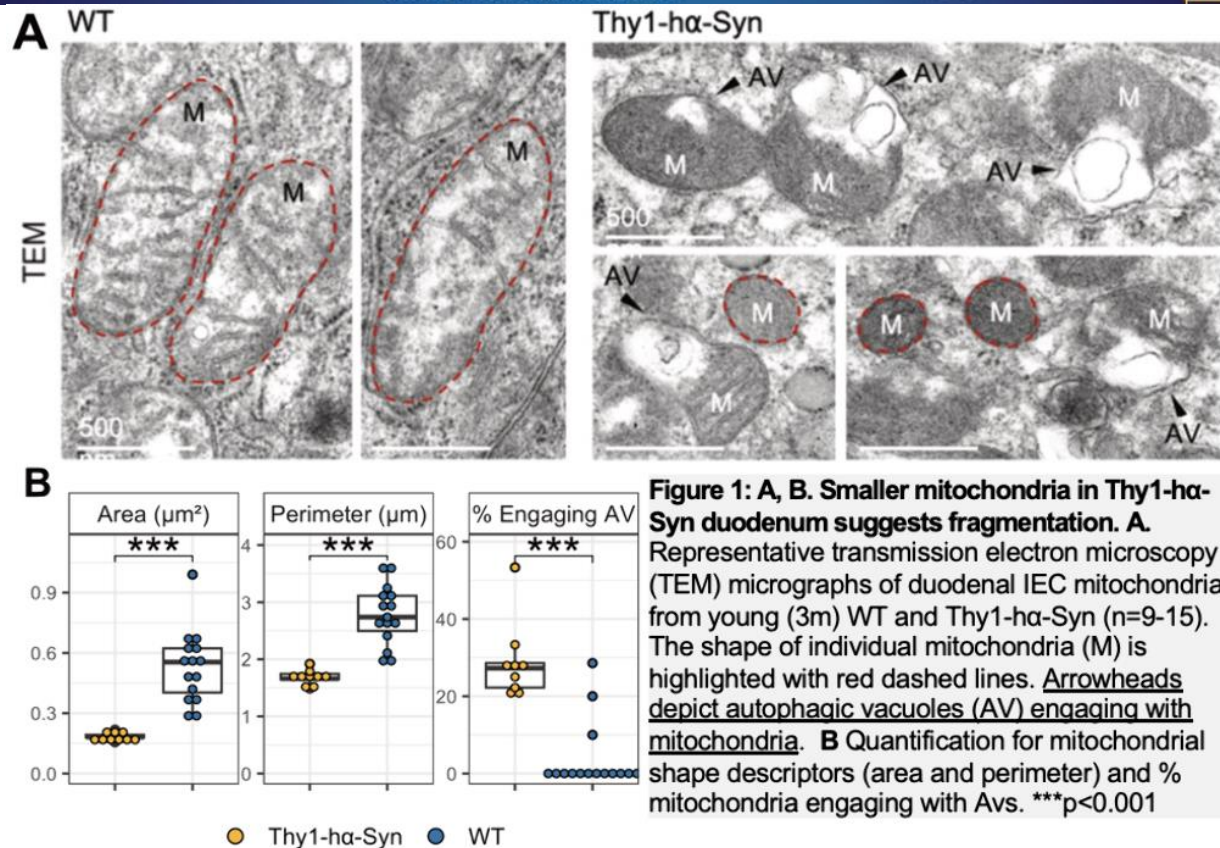 A WT
Thy1-hα-Syn
TEM
M
M
M
500
nm
AV
AV
M
M
M
AV
500
AV
M
M
M
M
M
AV
B
Area (µm²)
Perimeter (µm)
% Engaging AV
***
***
***
0.9
0.6
0.3
0.0
4
3
2
1
0
60
40
20
0
Thy1-hα-Syn
WT
Figure 1: A, B. Smaller mitochondria in Thy1-hα-
Syn duodenum suggests fragmentation. A.
Representative transmission electron microscopy
(TEM) micrographs of duodenal IEC mitochondria
from young (3m) WT and Thy1-hα-Syn (n=9-15).
The shape of individual mitochondria (M) is
highlighted with red dashed lines. Arrowheads
depict autophagic vacuoles (AV) engaging with
mitochondria. B Quantification for mitochondrial
shape descriptors (area and perimeter) and %
mitochondria engaging with Avs. ***p<0.001